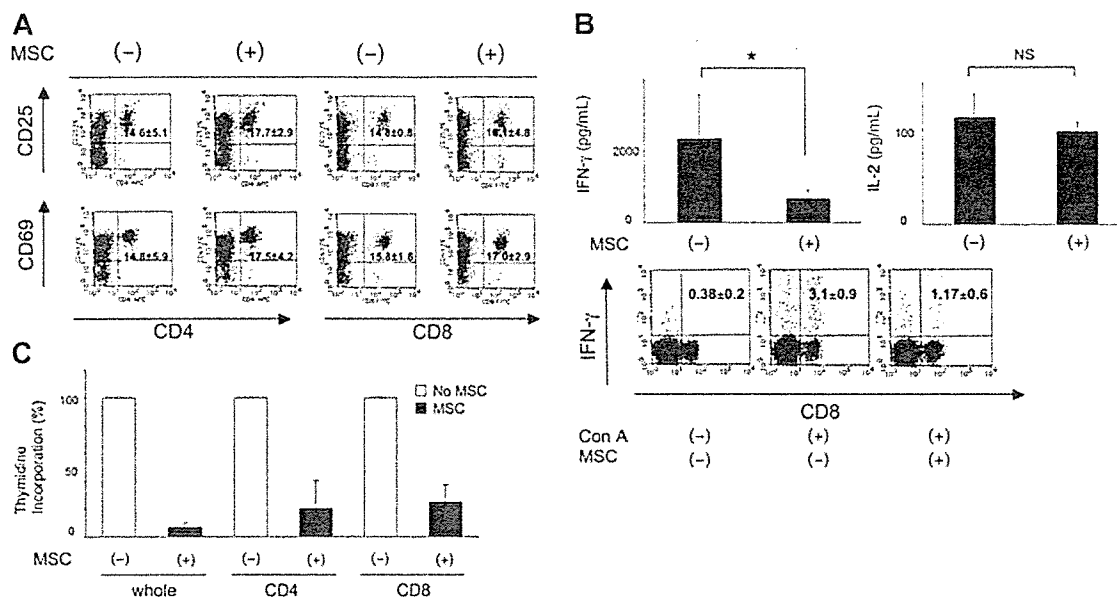 A
MSC (−) (+) (−) (+)
CD25
14.6±5.1
17.7±2.9
14.8±0.8
CD69
14.8±5.9
17.5±4.2
15.8±1.6
17.0±2.9
CD4
CD8
B
*
NS
IFN-γ (pg/mL)
2000
0
MSC (−) (+)
IL-2 (pg/mL)
100
0
(−) (+)
IFN-γ
0.38±0.2
3.1±0.9
1.17±0.6
CD8
Con A (−) (+) (+)
MSC (−) (−) (+)
C
Thymidine
Incorporation (%)
100
50
0
No MSC
MSC
MSC (−) (+) (−) (+) (−) (+)
whole CD4 CD8